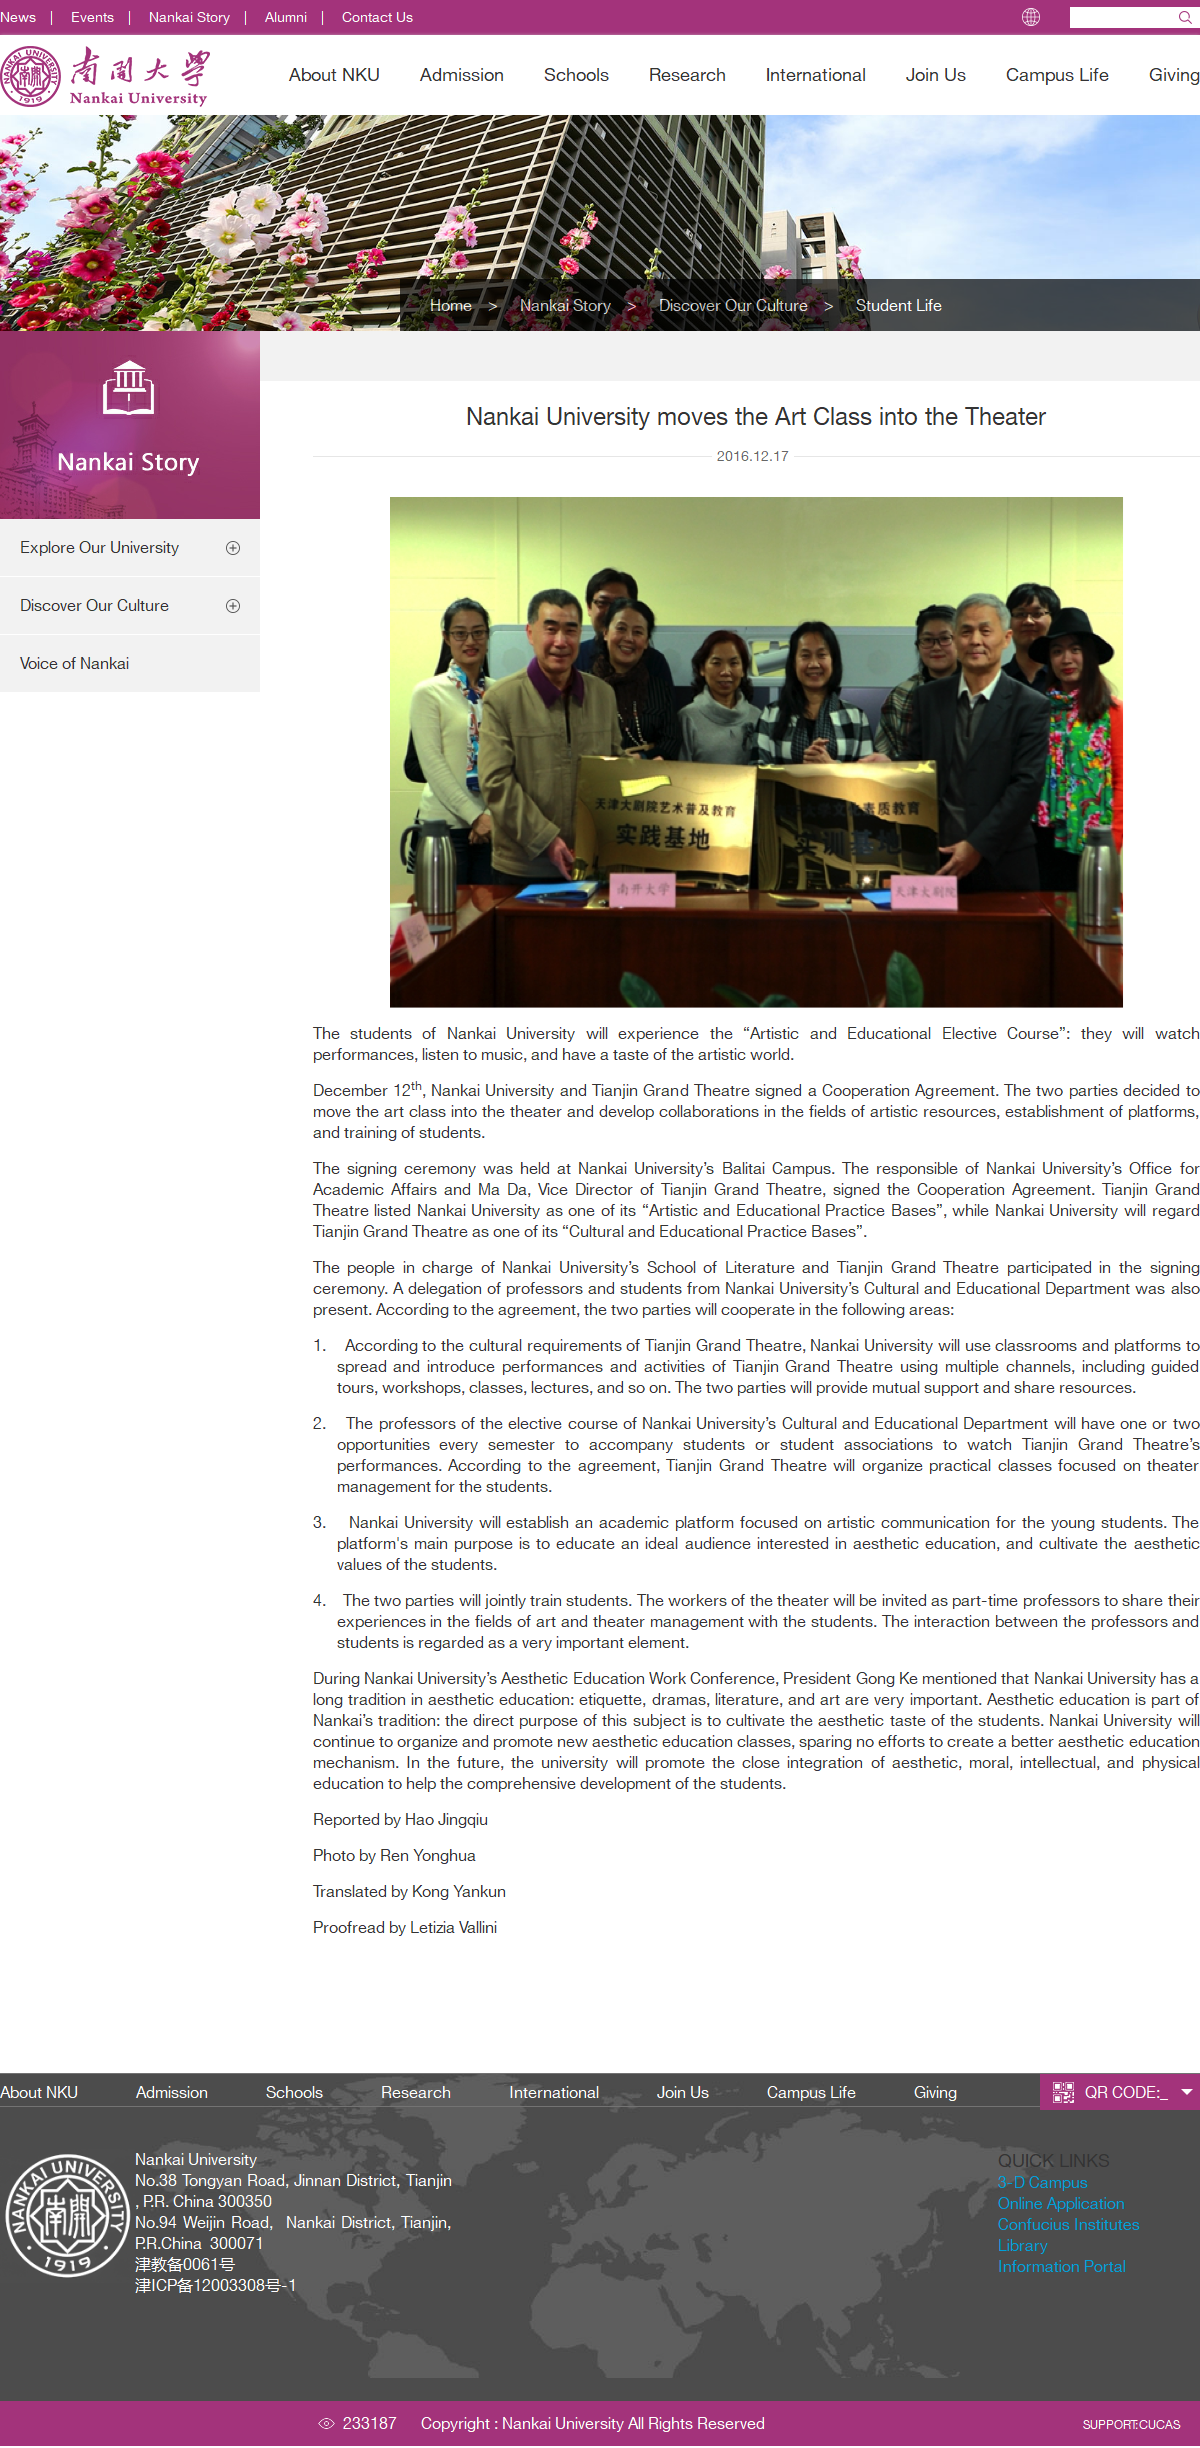 News | Events | Nankai Story | Alumni | Contact Us
NANKAI UNIVERSITY
1919
南開大學
Nankai University
About NKU Admission Schools Research International Join Us Campus Life Giving
Home > Nankai Story > Discover Our Culture > Student Life
Nankai Story
Explore Our University
Discover Our Culture
Voice of Nankai
Nankai University moves the Art Class into the Theater
2016.12.17
天津大剧院艺术普及教育
实践基地
文化素质教育
实训基地
南开大学
天津大剧院
The students of Nankai University will experience the “Artistic and Educational Elective Course”: they will watch
performances, listen to music, and have a taste of the artistic world.
December 12th, Nankai University and Tianjin Grand Theatre signed a Cooperation Agreement. The two parties decided to
move the art class into the theater and develop collaborations in the fields of artistic resources, establishment of platforms,
and training of students.
The signing ceremony was held at Nankai University’s Balitai Campus. The responsible of Nankai University’s Office for
Academic Affairs and Ma Da, Vice Director of Tianjin Grand Theatre, signed the Cooperation Agreement. Tianjin Grand
Theatre listed Nankai University as one of its “Artistic and Educational Practice Bases”, while Nankai University will regard
Tianjin Grand Theatre as one of its “Cultural and Educational Practice Bases”.
The people in charge of Nankai University’s School of Literature and Tianjin Grand Theatre participated in the signing
ceremony. A delegation of professors and students from Nankai University’s Cultural and Educational Department was also
present. According to the agreement, the two parties will cooperate in the following areas:
1. According to the cultural requirements of Tianjin Grand Theatre, Nankai University will use classrooms and platforms to
spread and introduce performances and activities of Tianjin Grand Theatre using multiple channels, including guided
tours, workshops, classes, lectures, and so on. The two parties will provide mutual support and share resources.
2. The professors of the elective course of Nankai University’s Cultural and Educational Department will have one or two
opportunities every semester to accompany students or student associations to watch Tianjin Grand Theatre’s
performances. According to the agreement, Tianjin Grand Theatre will organize practical classes focused on theater
management for the students.
3. Nankai University will establish an academic platform focused on artistic communication for the young students. The
platform's main purpose is to educate an ideal audience interested in aesthetic education, and cultivate the aesthetic
values of the students.
4. The two parties will jointly train students. The workers of the theater will be invited as part-time professors to share their
experiences in the fields of art and theater management with the students. The interaction between the professors and
students is regarded as a very important element.
During Nankai University’s Aesthetic Education Work Conference, President Gong Ke mentioned that Nankai University has a
long tradition in aesthetic education: etiquette, dramas, literature, and art are very important. Aesthetic education is part of
Nankai’s tradition: the direct purpose of this subject is to cultivate the aesthetic taste of the students. Nankai University will
continue to organize and promote new aesthetic education classes, sparing no efforts to create a better aesthetic education
mechanism. In the future, the university will promote the close integration of aesthetic, moral, intellectual, and physical
education to help the comprehensive development of the students.
Reported by Hao Jingqiu
Photo by Ren Yonghua
Translated by Kong Yankun
Proofread by Letizia Vallini
About NKU Admission Schools Research International Join Us Campus Life Giving QR CODE:_
NANKAI UNIVERSITY
南開
1919
Nankai University
No.38 Tongyan Road, Jinnan District, Tianjin
, P.R. China 300350
No.94 Weijin Road, Nankai District, Tianjin,
P.R.China 300071
津教备0061号
津ICP备12003308号-1
QUICK LINKS
3-D Campus
Online Application
Confucius Institutes
Library
Information Portal
233187 Copyright : Nankai University All Rights Reserved
SUPPORT:CUCAS